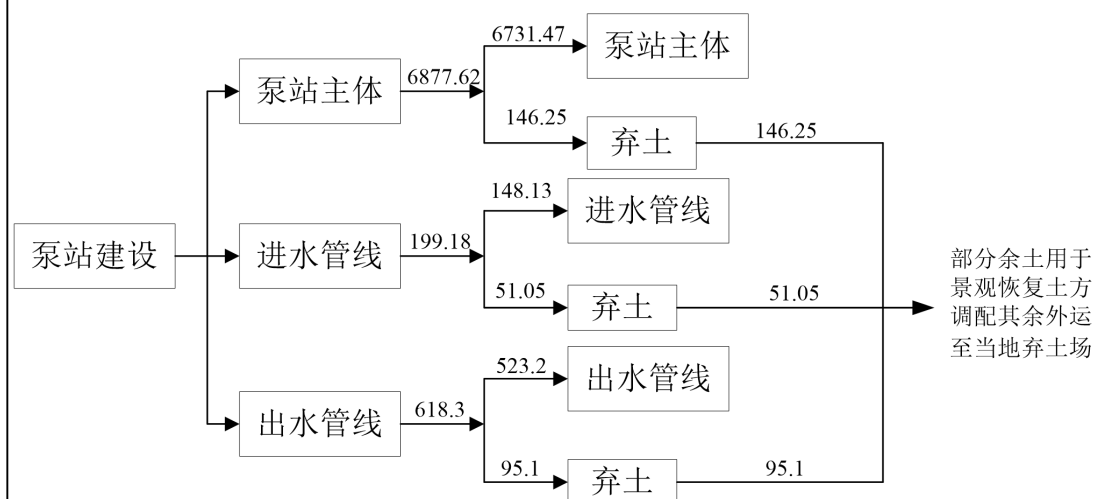 6731.47
泵站主体
6877.62
泵站主体
146.25
弃土
146.25
148.13
进水管线
泵站建设
进水管线
199.18
51.05
弃土
51.05
部分余土用于
景观恢复土方
调配其余外运
至当地弃土场
523.2
出水管线
出水管线
618.3
95.1
弃土
95.1